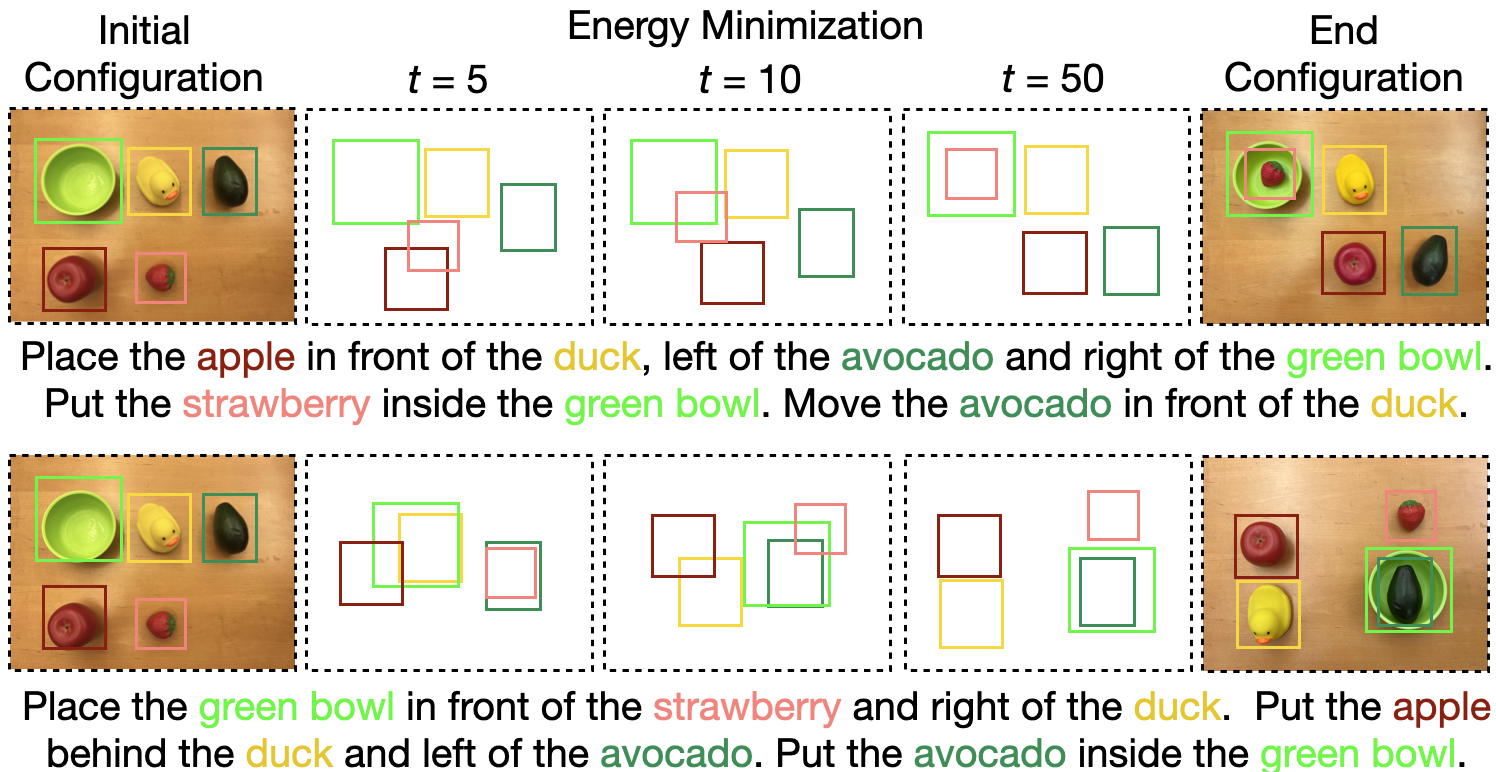 Initial Configuration
Energy Minimization
End Configuration
t = 5
t = 10
t = 50
Place the apple in front of the duck, left of the avocado and right of the green bowl.
Put the strawberry inside the green bowl. Move the avocado in front of the duck.
Place the green bowl in front of the strawberry and right of the duck. Put the apple
behind the duck and left of the avocado. Put the avocado inside the green bowl.